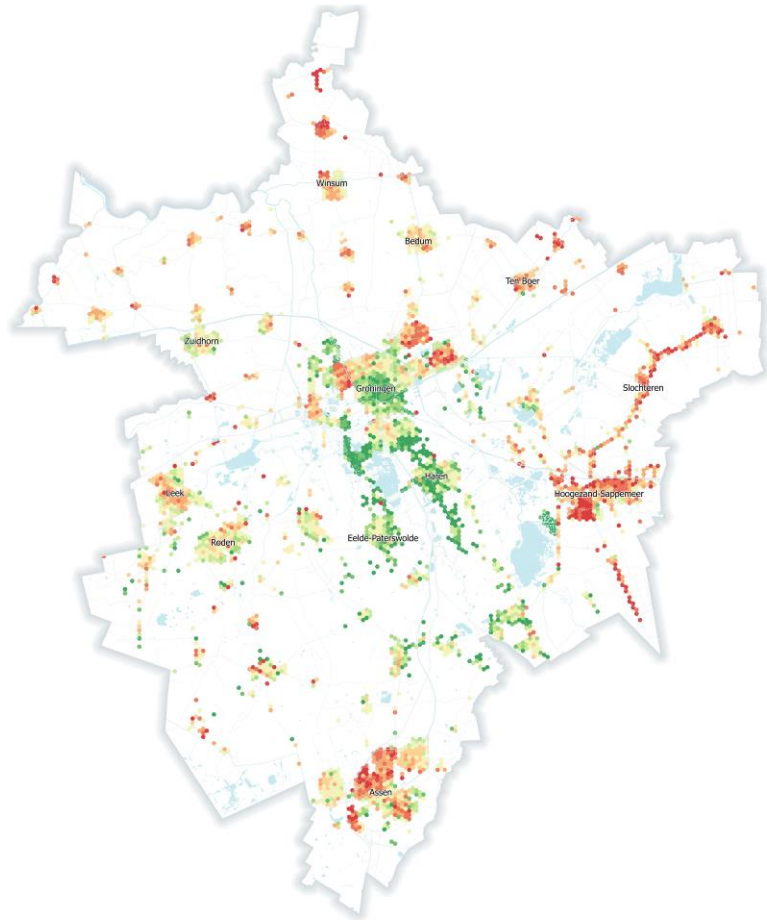 Winsum
Bedum
Ten Boer
Zuidhorn
Groningen
Slochteren
Haren
Leek
Hoogezand-Sappemeer
Roden
Eelde-Paterswolde
Assen